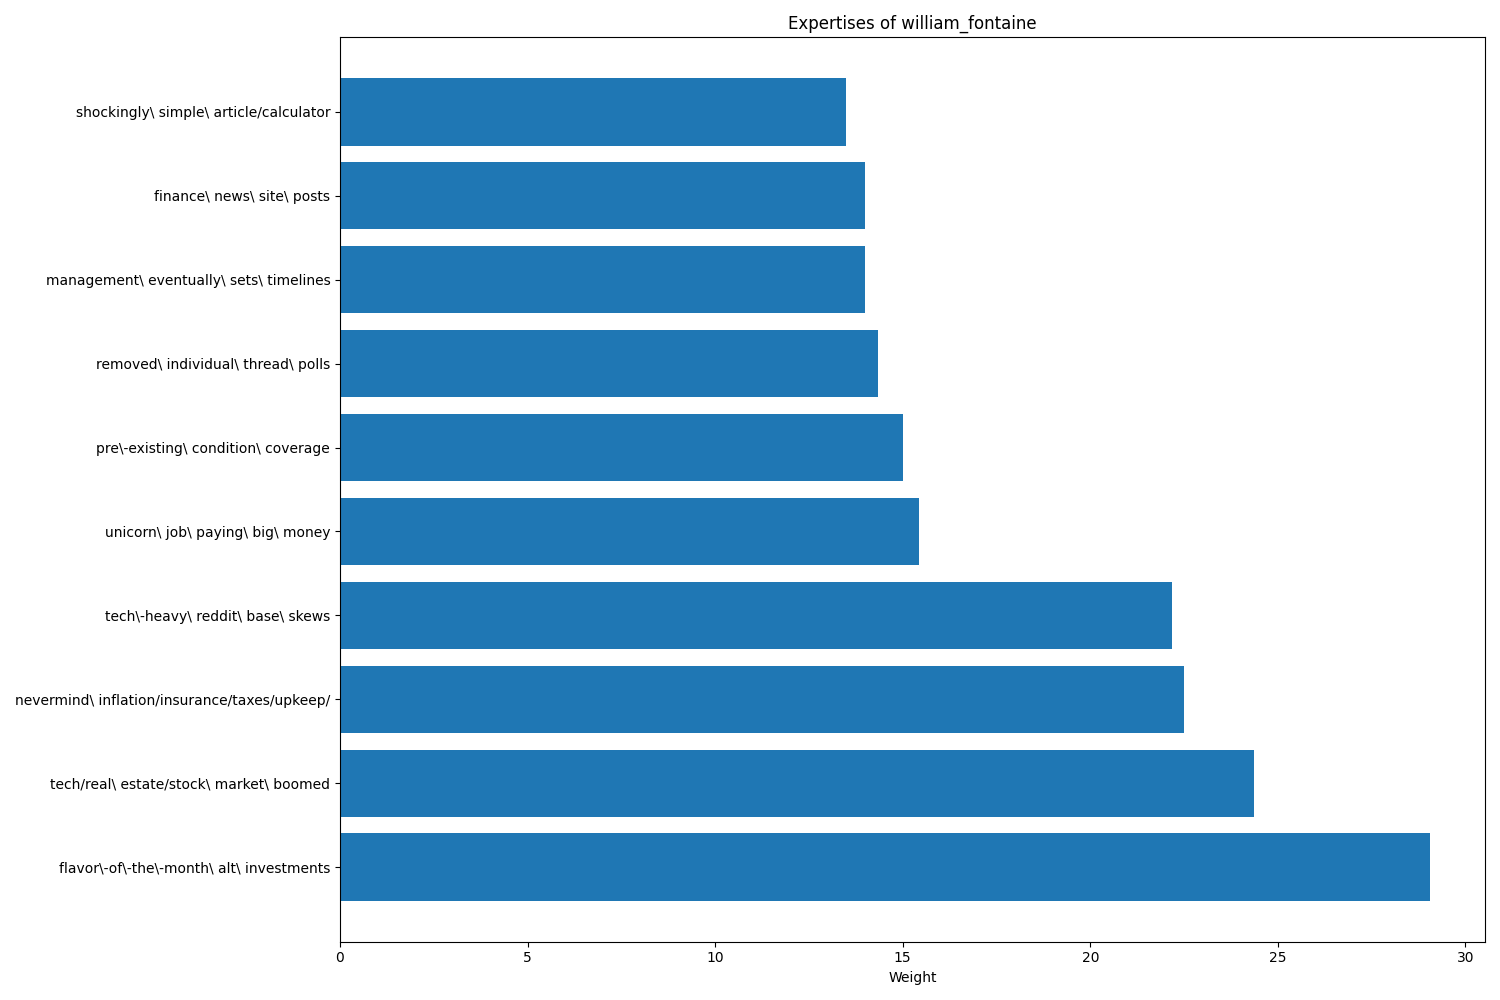 Expertises of william_fontaine
shockingly\ simple\ article/calculator
finance\ news\ site\ posts
management\ eventually\ sets\ timelines
removed\ individual\ thread\ polls
pre\-existing\ condition\ coverage
unicorn\ job\ paying\ big\ money
tech\-heavy\ reddit\ base\ skews
nevermind\ inflation/insurance/taxes/upkeep/
tech/real\ estate/stock\ market\ boomed
flavor\-of\-the\-month\ alt\ investments
0 5 10 15 20 25 30
Weight